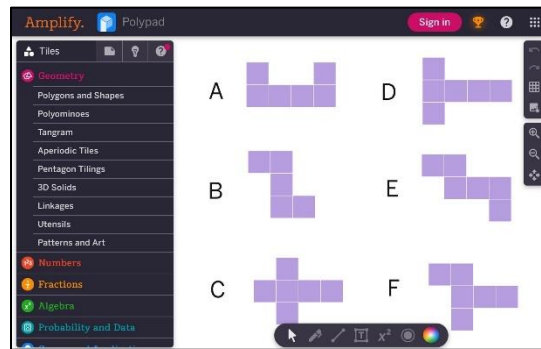 Amplify. Polypad Sign in ?
Tiles ?
Geometry
Polygons and Shapes
Polyominoes
Tangram
Aperiodic Tiles
Pentagon Tilings
3D Solids
Linkages
Utensils
Patterns and Art
Numbers
Fractions
Algebra
Probability and Data
A D
B E
C F
T x²